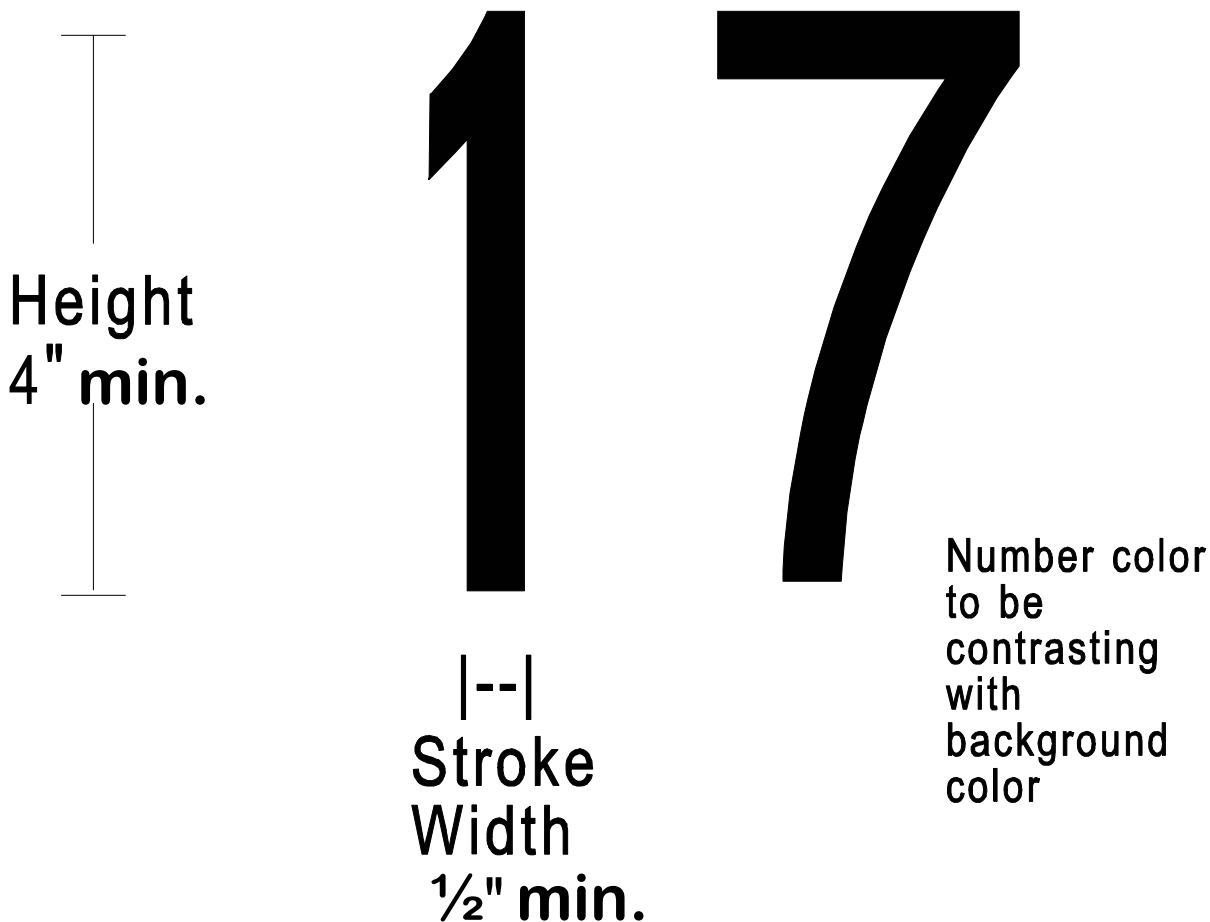 17
Height
4" min.
|--|
Stroke
Width
½" min.
Number color
to be
contrasting
with
background
color